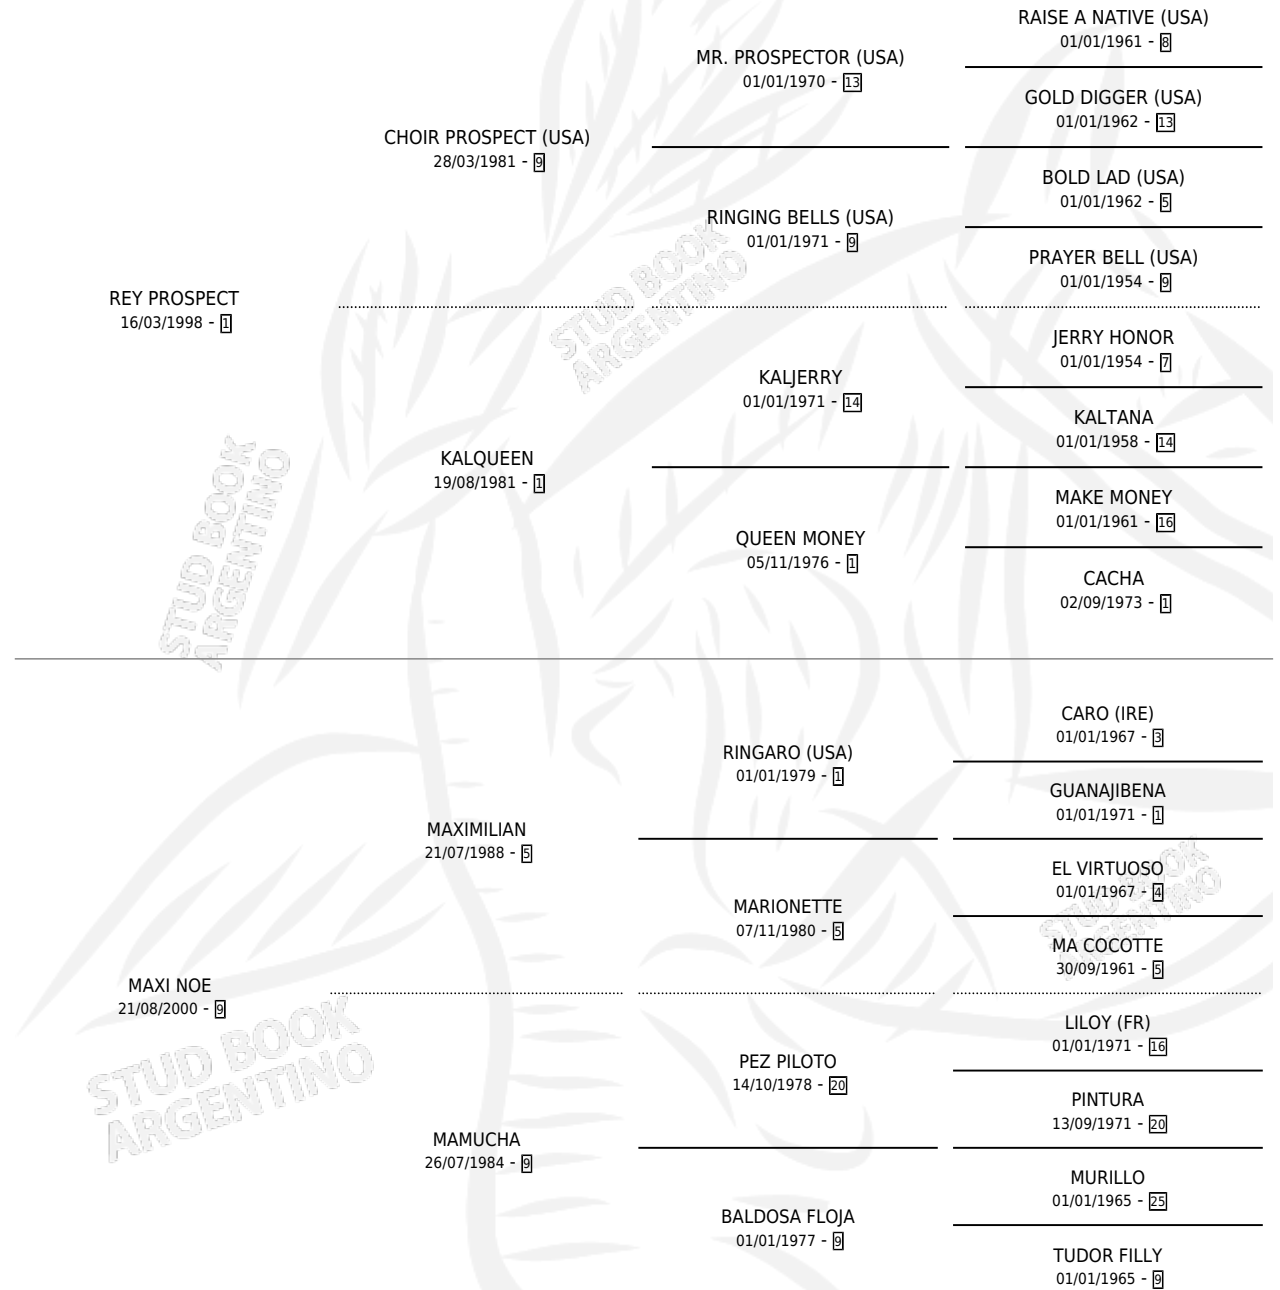 RAISE A NATIVE (USA)
01/01/1961 - 8
MR. PROSPECTOR (USA)
01/01/1970 - 13
GOLD DIGGER (USA)
01/01/1962 - 13
CHOIR PROSPECT (USA)
28/03/1981 - 9
BOLD LAD (USA)
01/01/1962 - 5
RINGING BELLS (USA)
01/01/1971 - 9
PRAYER BELL (USA)
01/01/1954 - 9
REY PROSPECT
16/03/1998 - 1
JERRY HONOR
01/01/1954 - 7
KALJERRY
01/01/1971 - 14
KALTANA
01/01/1958 - 14
KALQUEEN
19/08/1981 - 1
MAKE MONEY
01/01/1961 - 16
QUEEN MONEY
05/11/1976 - 1
CACHA
02/09/1973 - 1
CARO (IRE)
01/01/1967 - 3
RINGARO (USA)
01/01/1979 - 1
GUANAJIBENA
01/01/1971 - 1
MAXIMILIAN
21/07/1988 - 5
EL VIRTUOSO
01/01/1967 - 4
MARIONETTE
07/11/1980 - 5
MA COCOTTE
30/09/1961 - 5
MAXI NOE
21/08/2000 - 9
LILOY (FR)
01/01/1971 - 16
PEZ PILOTO
14/10/1978 - 20
PINTURA
13/09/1971 - 20
MAMUCHA
26/07/1984 - 9
MURILLO
01/01/1965 - 25
BALDOSA FLOJA
01/01/1977 - 9
TUDOR FILLY
01/01/1965 - 9
STUD BOOK
ARGENTINO
STUD BOOK
ARGENTINO
STUD BOOK
ARGENTINO
STUD BOOK
ARGENTINO